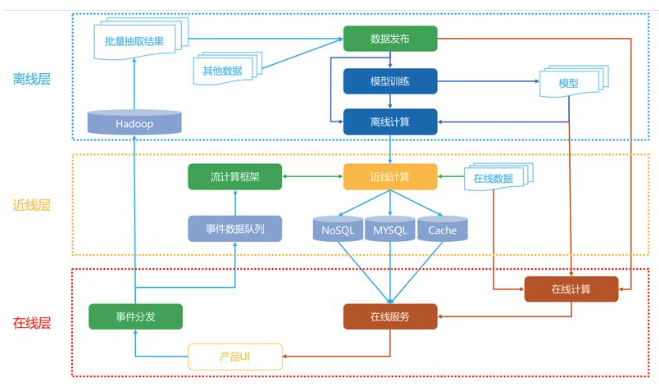 批量抽取结果
数据发布
其他数据
离线层
模型训练
模型
Hadoop
离线计算
流计算框架
近线计算
在线数据
近线层
事件数据队列
NoSQL
MYSQL
Cache
在线计算
在线层
事件分发
在线服务
产品UI